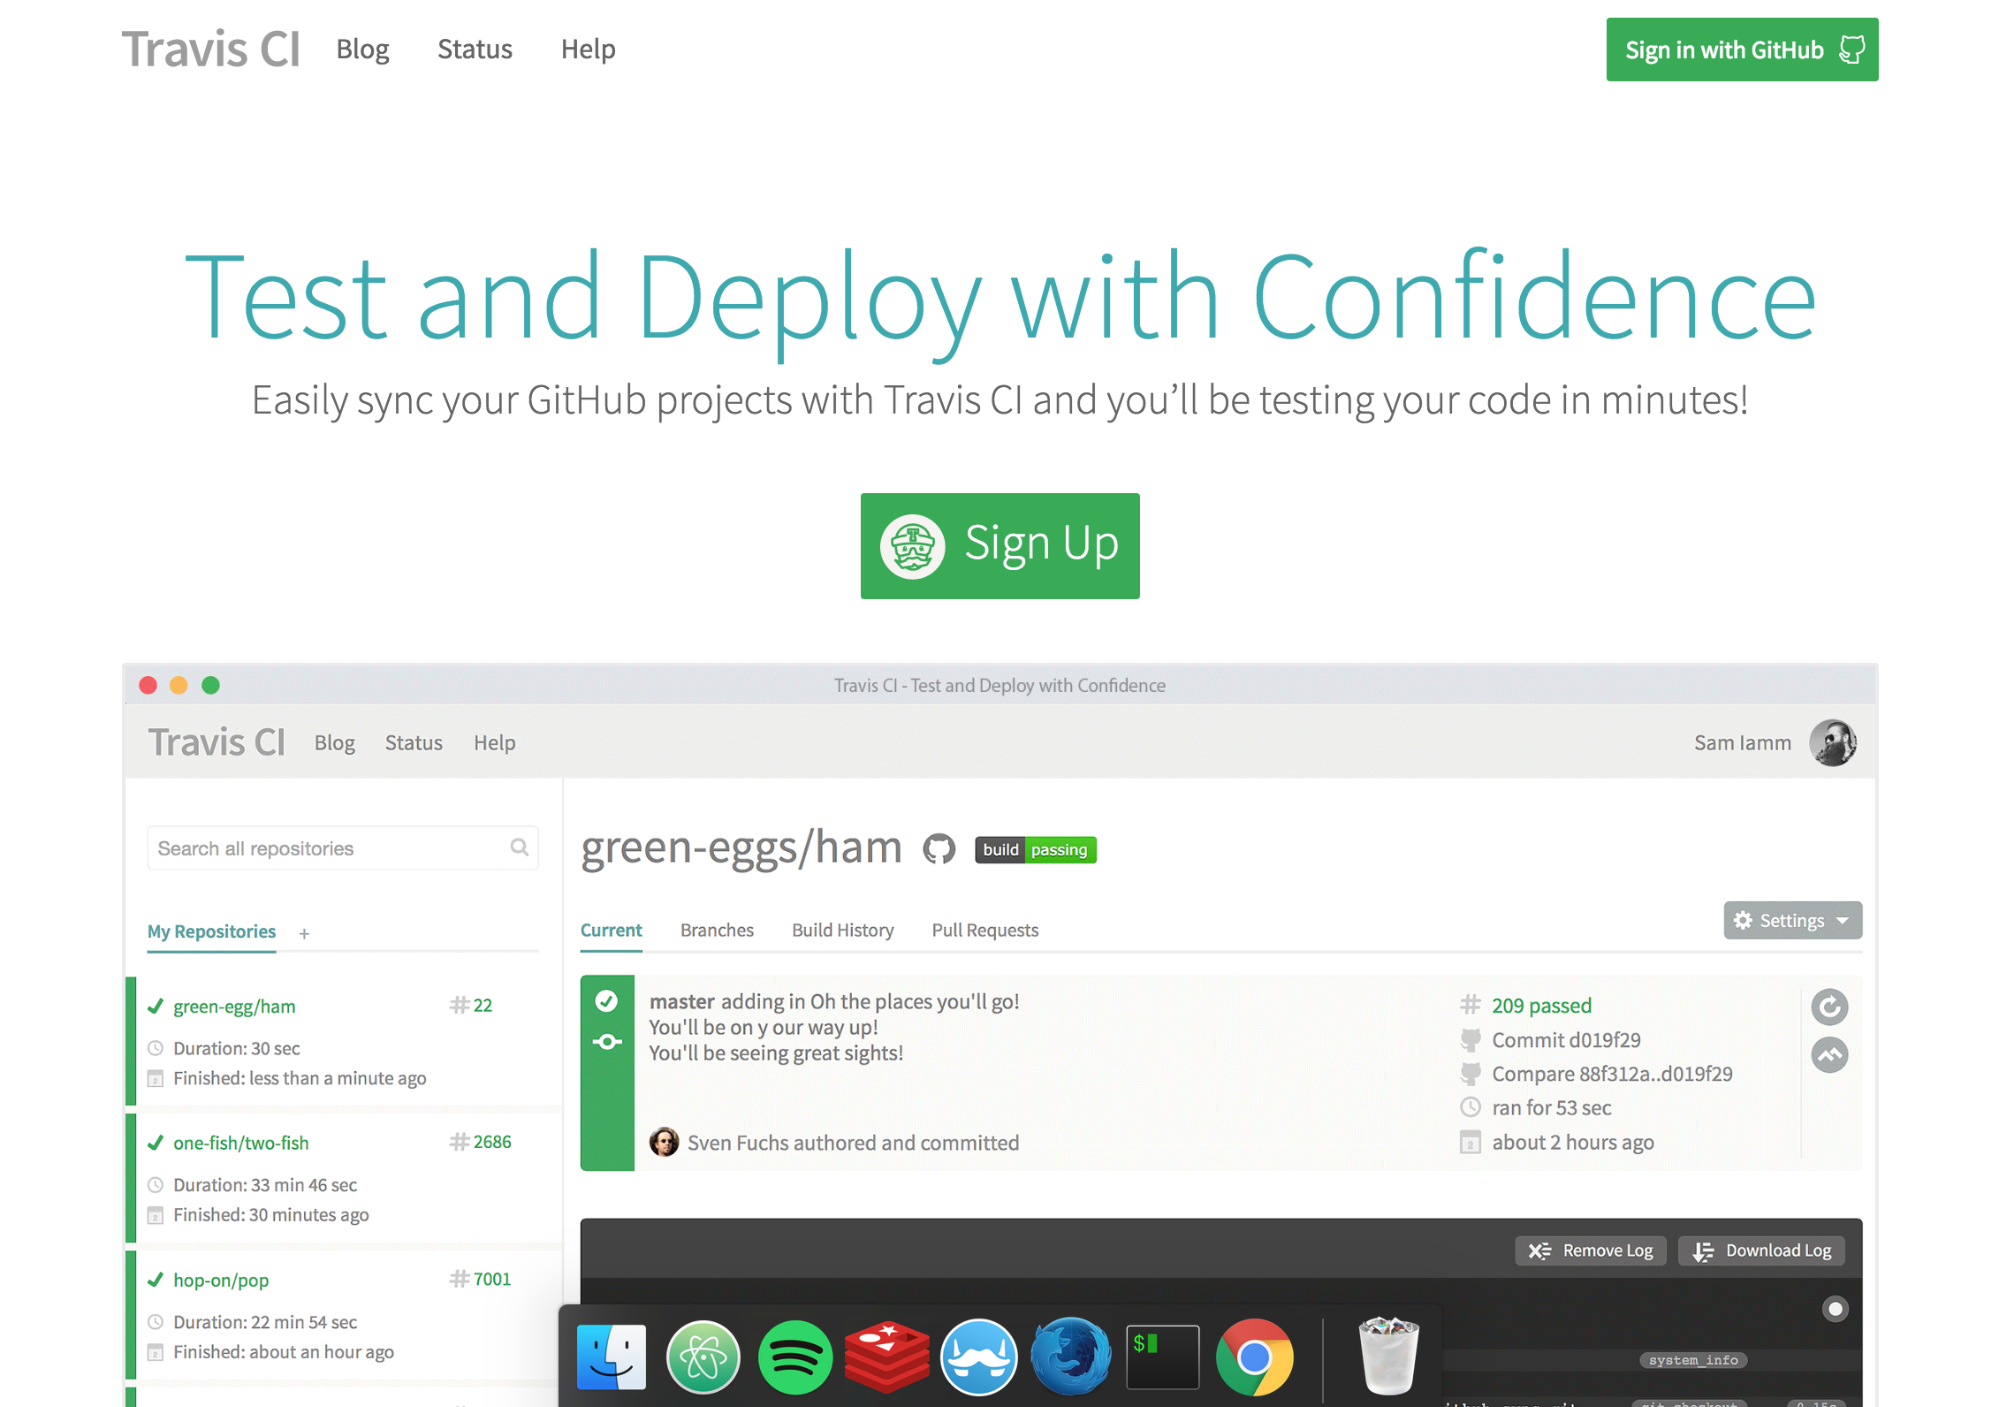 Travis CI Blog Status Help Sign in with GitHub
Test and Deploy with Confidence
Easily sync your GitHub projects with Travis CI and you’ll be testing your code in minutes!
Sign Up
Travis CI - Test and Deploy with Confidence
Travis CI Blog Status Help Sam Iamm
Search all repositories
My Repositories +
green-egg/ham # 22
Duration: 30 sec
Finished: less than a minute ago
one-fish/two-fish # 2686
Duration: 33 min 46 sec
Finished: 30 minutes ago
hop-on/pop # 7001
Duration: 22 min 54 sec
Finished: about an hour ago
green-eggs/ham build passing
Current Branches Build History Pull Requests Settings
master adding in Oh the places you'll go!
You'll be on y our way up!
You'll be seeing great sights!
Sven Fuchs authored and committed
# 209 passed
Commit d019f29
Compare 88f312a..d019f29
ran for 53 sec
about 2 hours ago
Remove Log Download Log
$
system_info